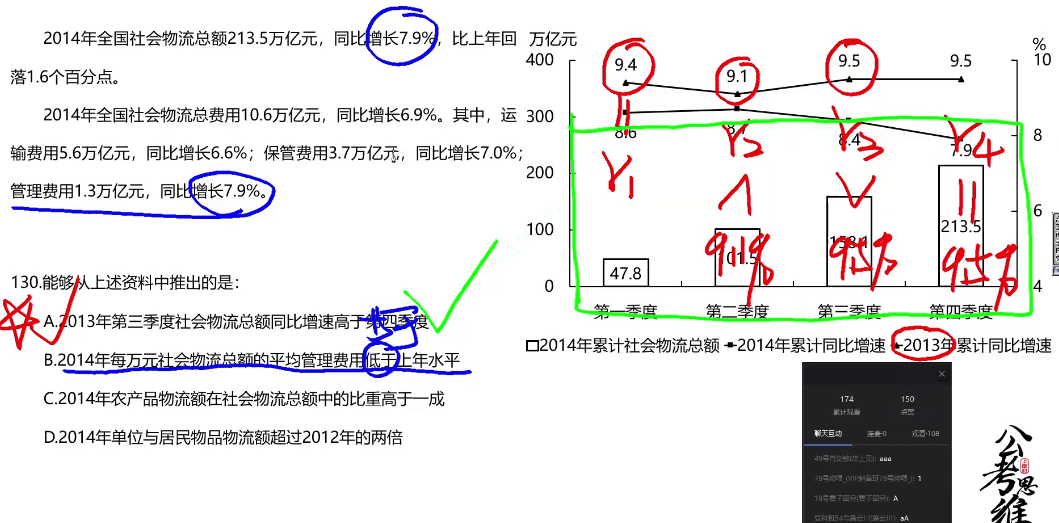 2014年全国社会物流总额213.5万亿元，同比增长7.9%，比上年回
落1.6个百分点。
2014年全国社会物流总费用10.6万亿元，同比增长6.9%。其中，运
输费用5.6万亿元，同比增长6.6%；保管费用3.7万亿元，同比增长7.0%；
管理费用1.3万亿元，同比增长7.9%。
130.能够从上述资料中推出的是：
A.2013年第三季度社会物流总额同比增速高于第四季度
B.2014年每万元社会物流总额的平均管理费用低于上年水平
C.2014年农产品物流额在社会物流总额中的比重高于一成
D.2014年单位与居民物品物流额超过2012年的两倍
万亿元 %
400 10
9.4 9.1 9.5 9.5
300 8
8.6 8.7 8.4 7.9
γ1 γ2 γ3 γ4
200 6
100
0 4
47.8 101.5 158.1 213.5
9.1% 9.5% 9.5%
第一季度 第二季度 第三季度 第四季度
2014年累计社会物流总额 2014年累计同比增速 2013年累计同比增速
174 150
累计观看 点赞
聊天互动 连麦·0 观看·108
aaa
1
A
aA
公考思维